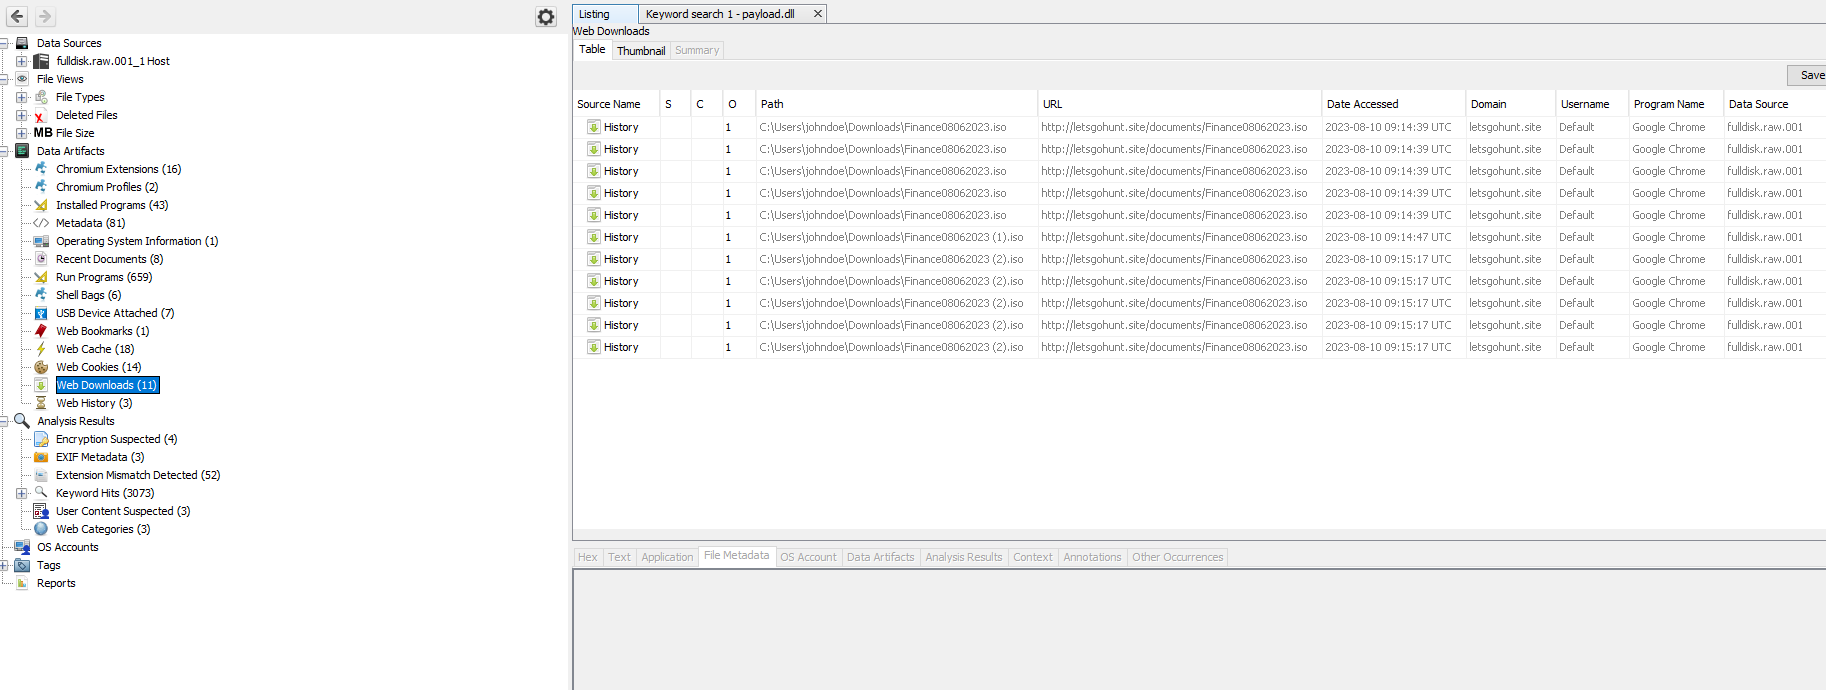 Listing
Keyword search 1 - payload.dll
Data Sources
fulldisk.raw.001_1 Host
File Views
File Types
Deleted Files
MB File Size
Data Artifacts
Chromium Extensions (16)
Chromium Profiles (2)
Installed Programs (43)
Metadata (81)
Operating System Information (1)
Recent Documents (8)
Run Programs (659)
Shell Bags (6)
USB Device Attached (7)
Web Bookmarks (1)
Web Cache (18)
Web Cookies (14)
Web Downloads (11)
Web History (3)
Analysis Results
Encryption Suspected (4)
EXIF Metadata (3)
Extension Mismatch Detected (52)
Keyword Hits (3073)
User Content Suspected (3)
Web Categories (3)
OS Accounts
Tags
Reports
Web Downloads
Table Thumbnail Summary
Save
Source Name S C O Path URL Date Accessed Domain Username Program Name Data Source
History 1 C:\Users\johndoe\Downloads\Finance08062023.iso http://letsgohunt.site/documents/Finance08062023.iso 2023-08-10 09:14:39 UTC letsgohunt.site Default Google Chrome fulldisk.raw.001
History 1 C:\Users\johndoe\Downloads\Finance08062023.iso http://letsgohunt.site/documents/Finance08062023.iso 2023-08-10 09:14:39 UTC letsgohunt.site Default Google Chrome fulldisk.raw.001
History 1 C:\Users\johndoe\Downloads\Finance08062023.iso http://letsgohunt.site/documents/Finance08062023.iso 2023-08-10 09:14:39 UTC letsgohunt.site Default Google Chrome fulldisk.raw.001
History 1 C:\Users\johndoe\Downloads\Finance08062023.iso http://letsgohunt.site/documents/Finance08062023.iso 2023-08-10 09:14:39 UTC letsgohunt.site Default Google Chrome fulldisk.raw.001
History 1 C:\Users\johndoe\Downloads\Finance08062023.iso http://letsgohunt.site/documents/Finance08062023.iso 2023-08-10 09:14:39 UTC letsgohunt.site Default Google Chrome fulldisk.raw.001
History 1 C:\Users\johndoe\Downloads\Finance08062023 (1).iso http://letsgohunt.site/documents/Finance08062023.iso 2023-08-10 09:14:47 UTC letsgohunt.site Default Google Chrome fulldisk.raw.001
History 1 C:\Users\johndoe\Downloads\Finance08062023 (2).iso http://letsgohunt.site/documents/Finance08062023.iso 2023-08-10 09:15:17 UTC letsgohunt.site Default Google Chrome fulldisk.raw.001
History 1 C:\Users\johndoe\Downloads\Finance08062023 (2).iso http://letsgohunt.site/documents/Finance08062023.iso 2023-08-10 09:15:17 UTC letsgohunt.site Default Google Chrome fulldisk.raw.001
History 1 C:\Users\johndoe\Downloads\Finance08062023 (2).iso http://letsgohunt.site/documents/Finance08062023.iso 2023-08-10 09:15:17 UTC letsgohunt.site Default Google Chrome fulldisk.raw.001
History 1 C:\Users\johndoe\Downloads\Finance08062023 (2).iso http://letsgohunt.site/documents/Finance08062023.iso 2023-08-10 09:15:17 UTC letsgohunt.site Default Google Chrome fulldisk.raw.001
History 1 C:\Users\johndoe\Downloads\Finance08062023 (2).iso http://letsgohunt.site/documents/Finance08062023.iso 2023-08-10 09:15:17 UTC letsgohunt.site Default Google Chrome fulldisk.raw.001
Hex Text Application File Metadata OS Account Data Artifacts Analysis Results Context Annotations Other Occurrences